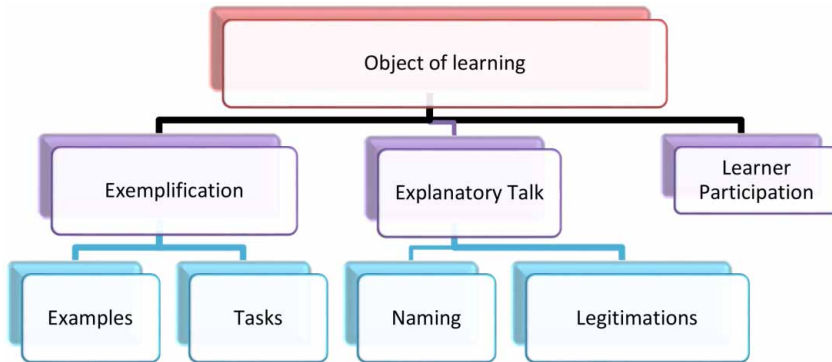 Object of learning
Exemplification
Explanatory Talk
Learner
Participation
Examples
Tasks
Naming
Legitimations